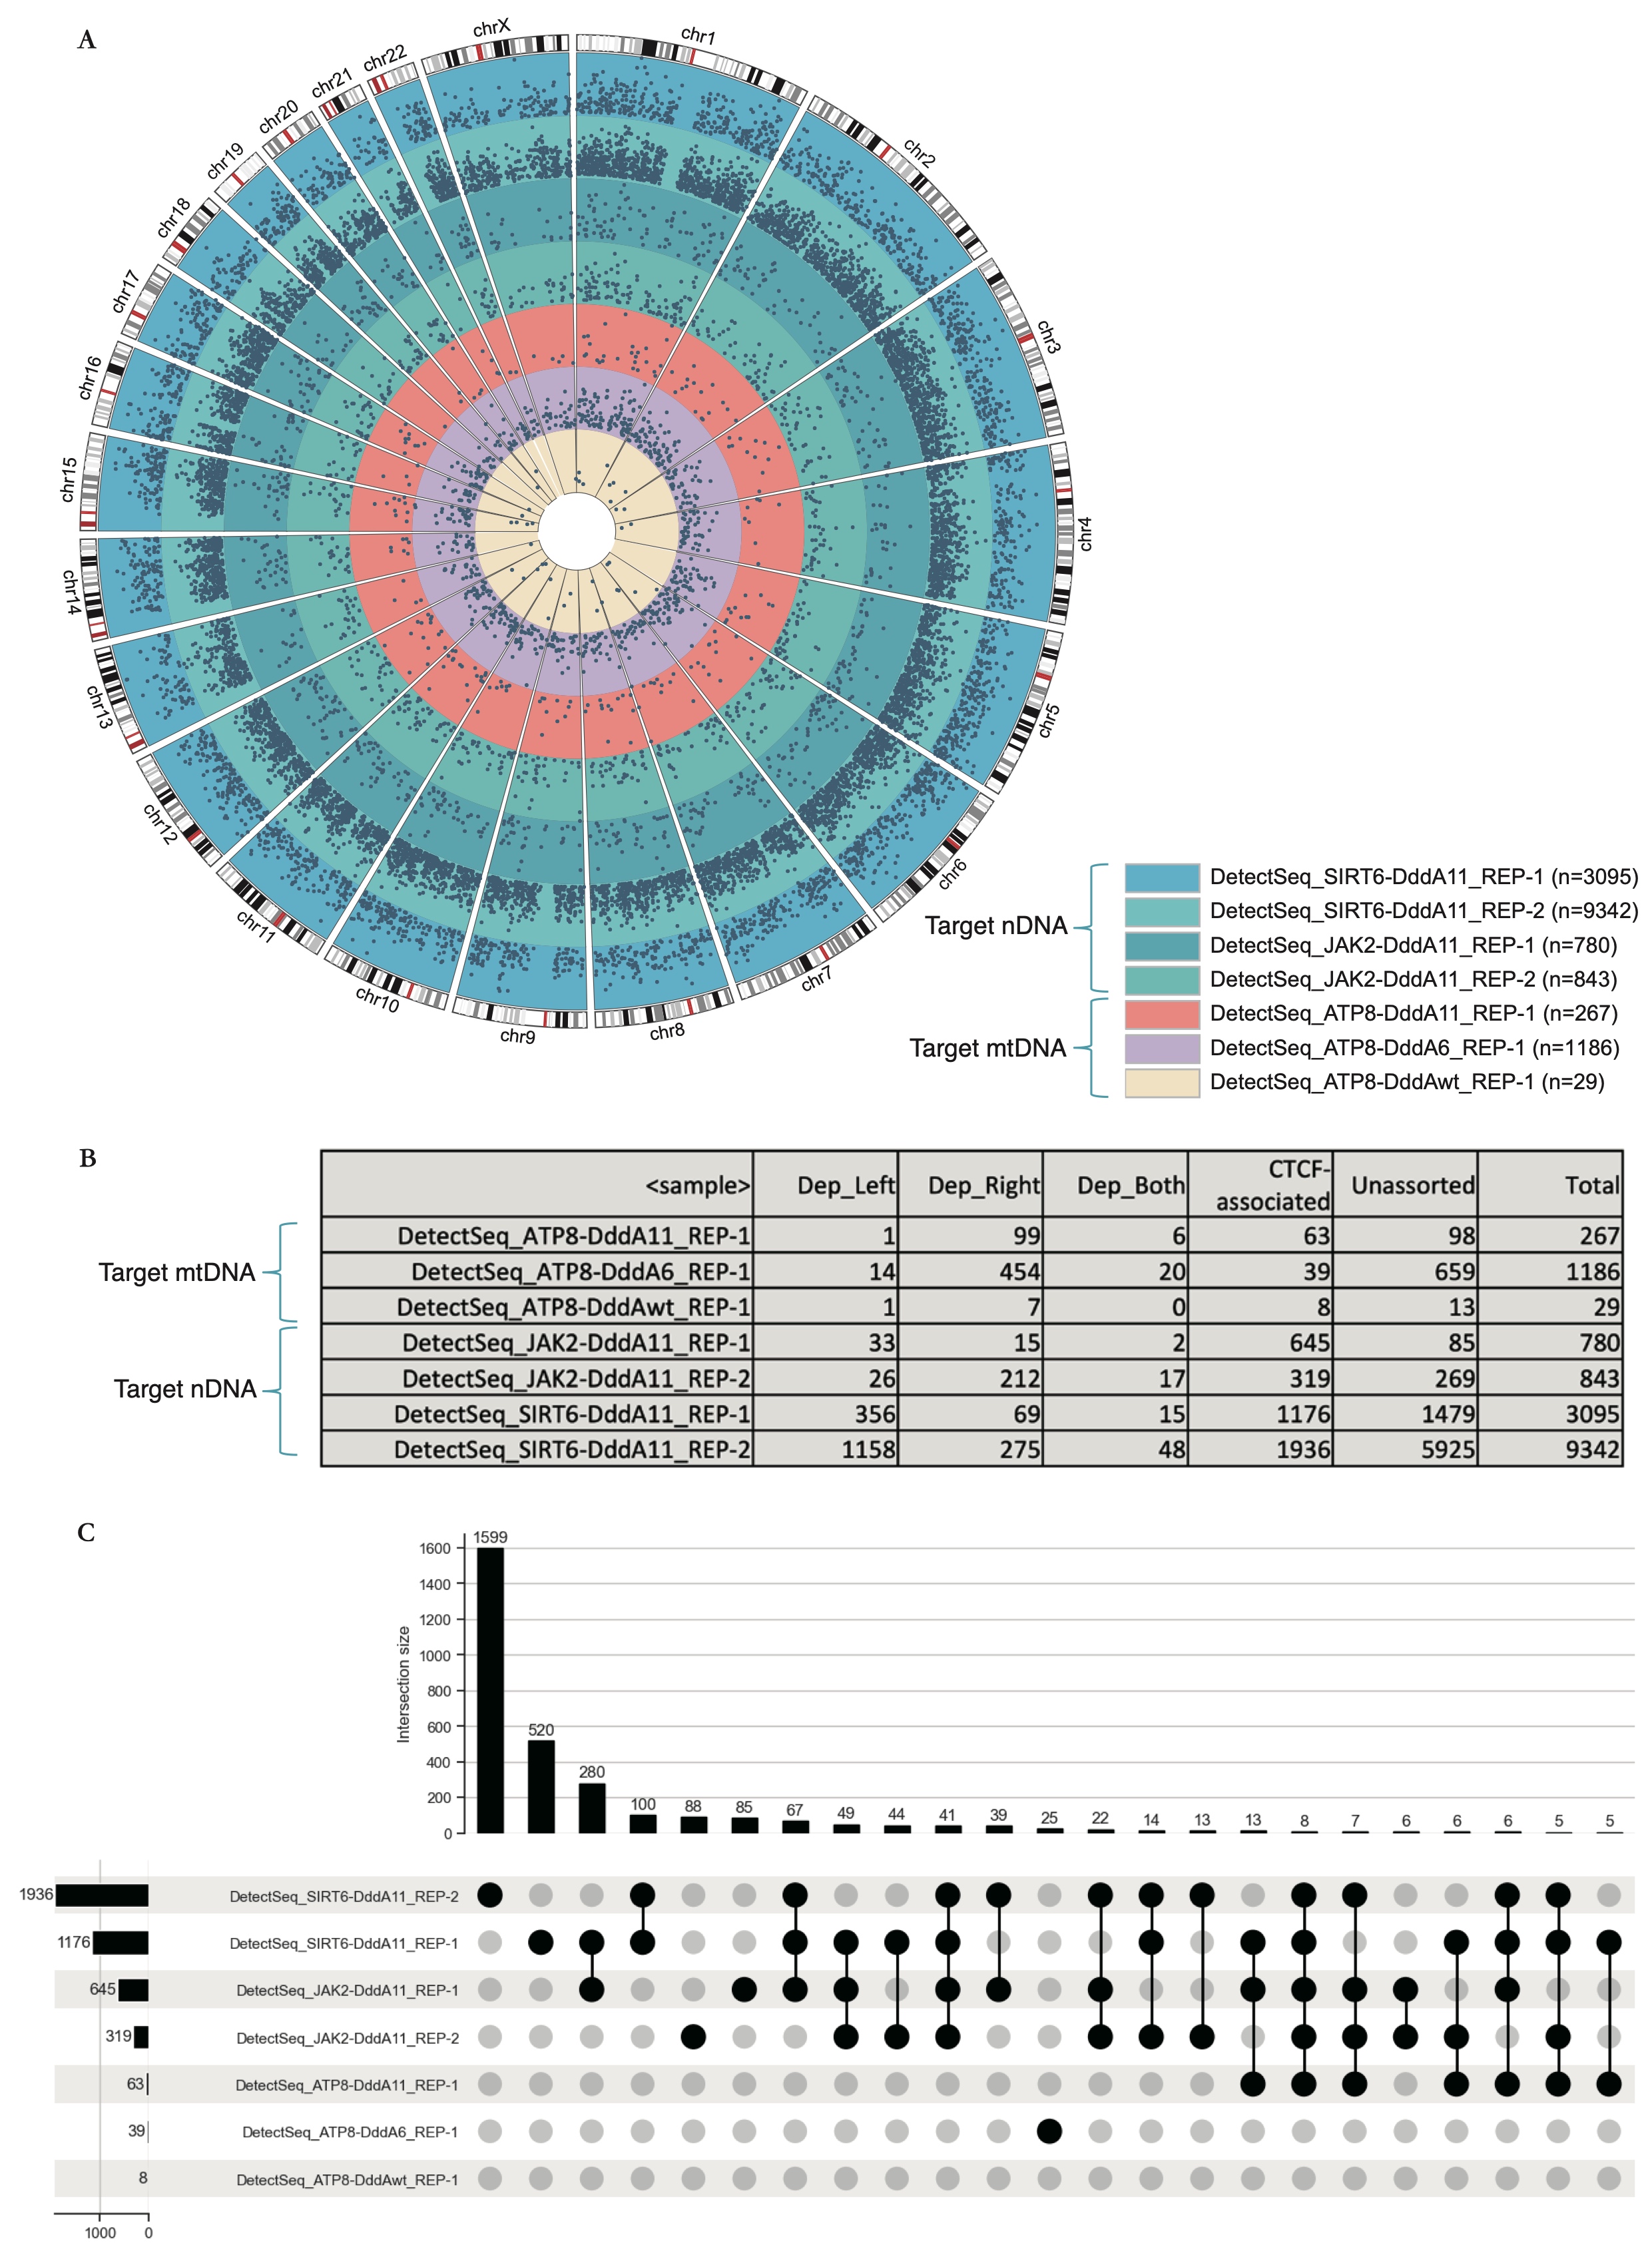 A
chrX
chr1
chr2
chr3
chr4
chr5
chr6
chr7
chr8
chr9
chr10
chr11
chr12
chr13
chr14
chr15
chr16
chr17
chr18
chr19
chr20
chr21
chr22
Target nDNA
DetectSeq_SIRT6-DddA11_REP-1 (n=3095)
DetectSeq_SIRT6-DddA11_REP-2 (n=9342)
DetectSeq_JAK2-DddA11_REP-1 (n=780)
DetectSeq_JAK2-DddA11_REP-2 (n=843)
Target mtDNA
DetectSeq_ATP8-DddA11_REP-1 (n=267)
DetectSeq_ATP8-DddA6_REP-1 (n=1186)
DetectSeq_ATP8-DddAwt_REP-1 (n=29)
B
<sample> Dep_Left Dep_Right Dep_Both CTCF-associated Unassorted Total
Target mtDNA
DetectSeq_ATP8-DddA11_REP-1 1 99 6 63 98 267
DetectSeq_ATP8-DddA6_REP-1 14 454 20 39 659 1186
DetectSeq_ATP8-DddAwt_REP-1 1 7 0 8 13 29
Target nDNA
DetectSeq_JAK2-DddA11_REP-1 33 15 2 645 85 780
DetectSeq_JAK2-DddA11_REP-2 26 212 17 319 269 843
DetectSeq_SIRT6-DddA11_REP-1 356 69 15 1176 1479 3095
DetectSeq_SIRT6-DddA11_REP-2 1158 275 48 1936 5925 9342
C
Intersection size
1600
1400
1200
1000
800
600
400
200
0
1599 520 280 100 88 85 67 49 44 41 39 25 22 14 13 13 8 7 6 6 6 5 5
1936 DetectSeq_SIRT6-DddA11_REP-2
1176 DetectSeq_SIRT6-DddA11_REP-1
645 DetectSeq_JAK2-DddA11_REP-1
319 DetectSeq_JAK2-DddA11_REP-2
63 DetectSeq_ATP8-DddA11_REP-1
39 DetectSeq_ATP8-DddA6_REP-1
8 DetectSeq_ATP8-DddAwt_REP-1
1000 0